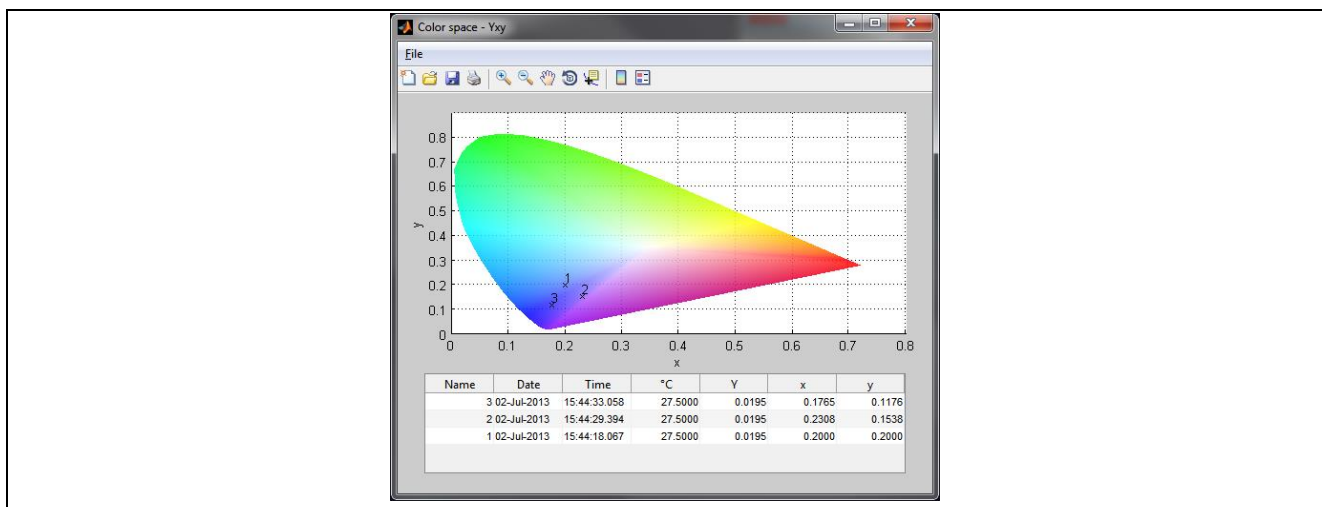 Color space - Yxy
File
0.8
0.7
0.6
0.5
0.4
0.3
0.2
0.1
0
y
1
2
3
0 0.1 0.2 0.3 0.4 0.5 0.6 0.7 0.8
x
Name Date Time °C Y x y
3 02-Jul-2013 15:44:33.058 27.5000 0.0195 0.1765 0.1176
2 02-Jul-2013 15:44:29.394 27.5000 0.0195 0.2308 0.1538
1 02-Jul-2013 15:44:18.067 27.5000 0.0195 0.2000 0.2000